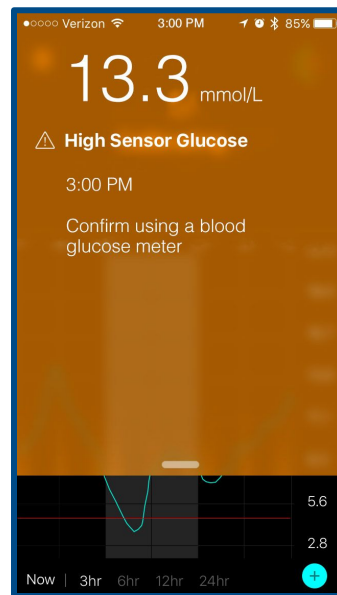 Verizon 3:00 PM 85%
13.3 mmol/L
High Sensor Glucose
3:00 PM
Confirm using a blood
glucose meter
5.6
2.8
Now | 3hr 6hr 12hr 24hr
+